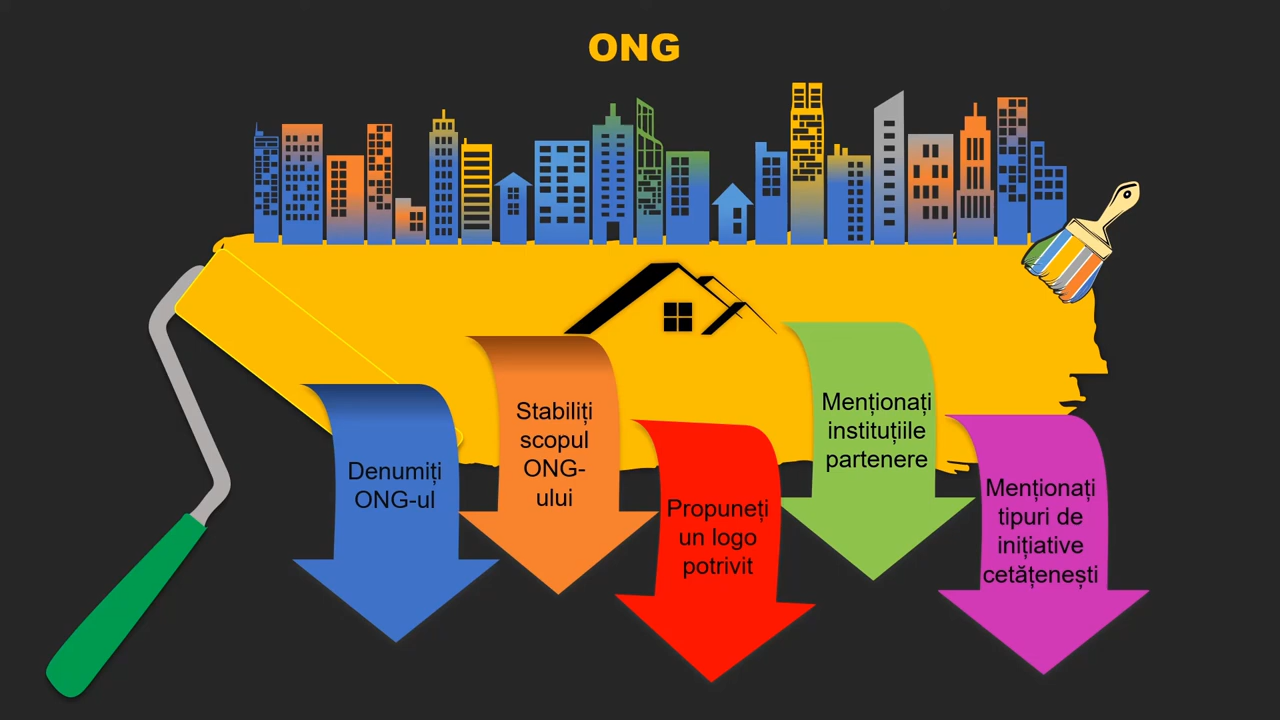 ONG
Denumiți
ONG-ul
Stabiliți
scopul
ONG-
ului
Propuneți
un logo
potrivit
Menționați
instituțiile
partenere
Menționați
tipuri de
inițiative
cetățenești